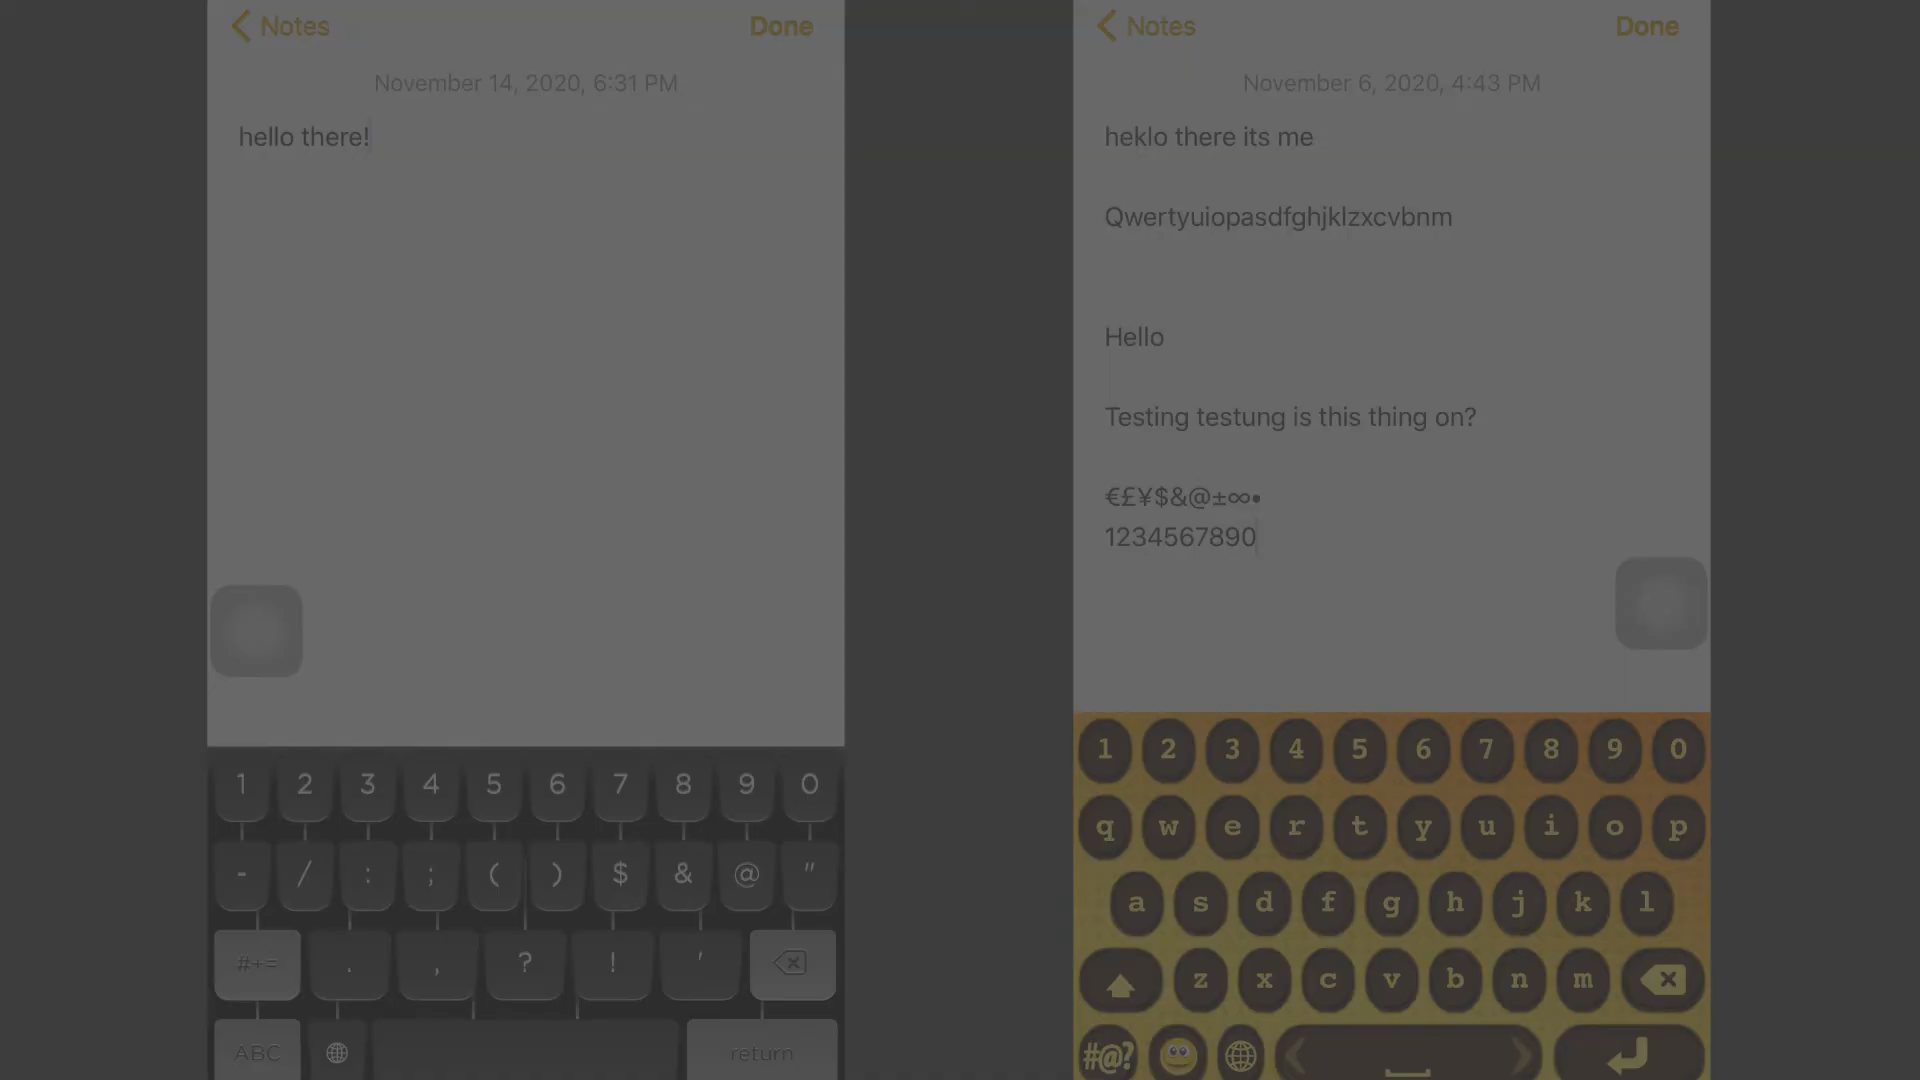 Notes Done
November 14, 2020, 6:31 PM
hello there!
1 2 3 4 5 6 7 8 9 0
- / : ; ( ) $ & @ "
#+= . , ? ! '
ABC return
Notes Done
November 6, 2020, 4:43 PM
heklo there its me
Qwertyuiopasdfghjklzxcvbnm
Hello
Testing testung is this thing on?
€£¥$&@±∞•
1234567890
1 2 3 4 5 6 7 8 9 0
q w e r t y u i o p
a s d f g h j k l
z x c v b n m
#@?